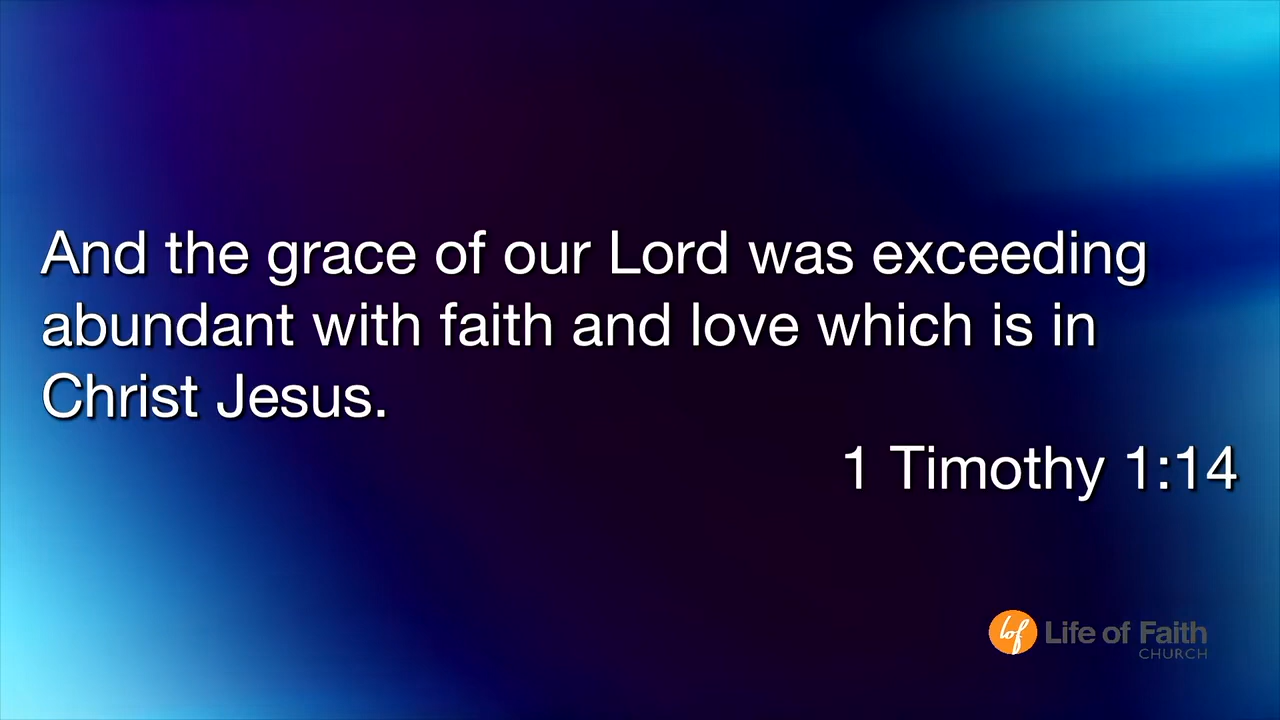 And the grace of our Lord was exceeding
abundant with faith and love which is in
Christ Jesus.
1 Timothy 1:14
lof Life of Faith
CHURCH